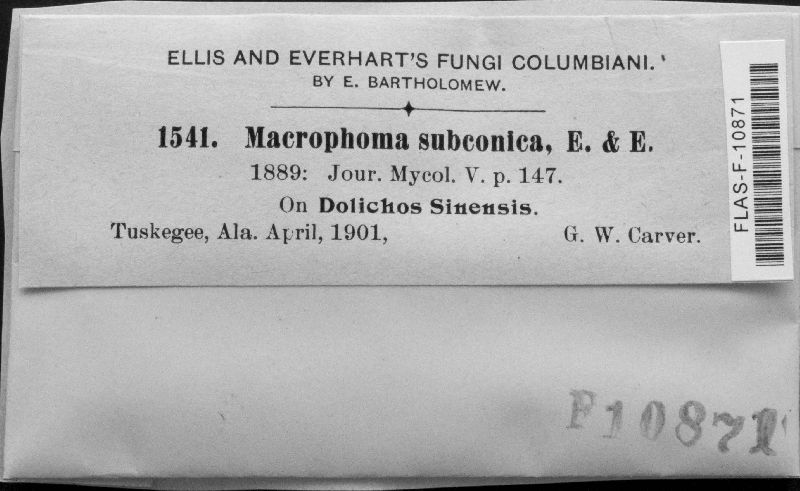 ELLIS AND EVERHART'S FUNGI COLUMBIANI.
BY E. BARTHOLOMEW.
1541. Macrophoma subconica, E. & E.
1889: Jour. Mycol. V. p. 147.
On Dolichos Sinensis.
Tuskegee, Ala. April, 1901, G. W. Carver.
FLAS-F-10871
F10871